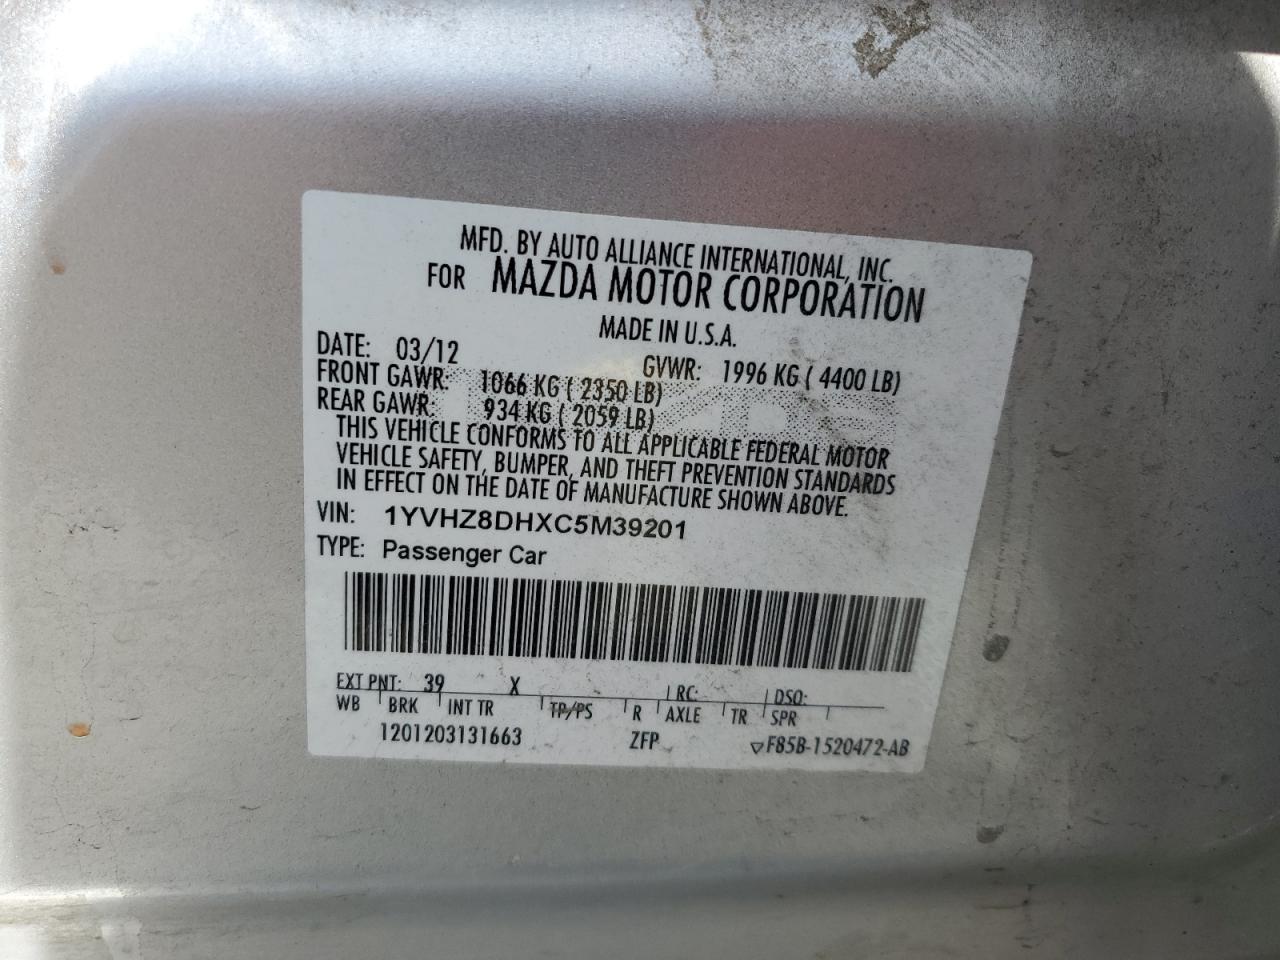 MFD. BY AUTO ALLIANCE INTERNATIONAL, INC.
FOR MAZDA MOTOR CORPORATION
MADE IN U.S.A.
DATE: 03/12 GVWR: 1996 KG ( 4400 LB)
FRONT GAWR: 1066 KG ( 2350 LB)
REAR GAWR: 934 KG ( 2059 LB)
THIS VEHICLE CONFORMS TO ALL APPLICABLE FEDERAL MOTOR
VEHICLE SAFETY, BUMPER, AND THEFT PREVENTION STANDARDS
IN EFFECT ON THE DATE OF MANUFACTURE SHOWN ABOVE.
VIN: 1YVHZ8DHXC5M39201
TYPE: Passenger Car
EXT PNT: 39 X RC: DSO:
WB BRK INT TR TP/PS R AXLE TR SPR
1201203131663 ZFP ▽F85B-1520472-AB